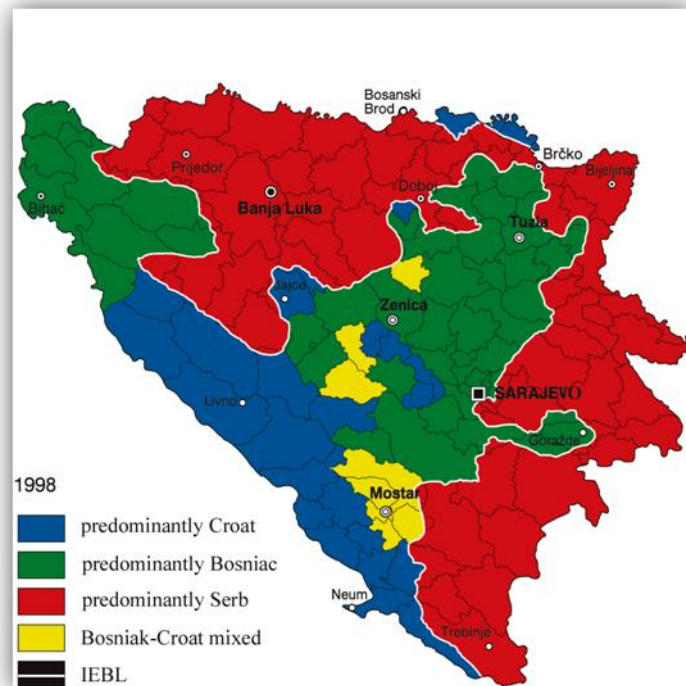 Bosanski
Brod
Brčko
Prijedor
Bijeljina
Doboj
Banja Luka
Bihać
Tuzla
Jajce
Zenica
SARAJEVO
Livno
Goražde
1998
Mostar
predominantly Croat
predominantly Bosniac
predominantly Serb
Neum
Bosniak-Croat mixed
Trebinje
IEBL